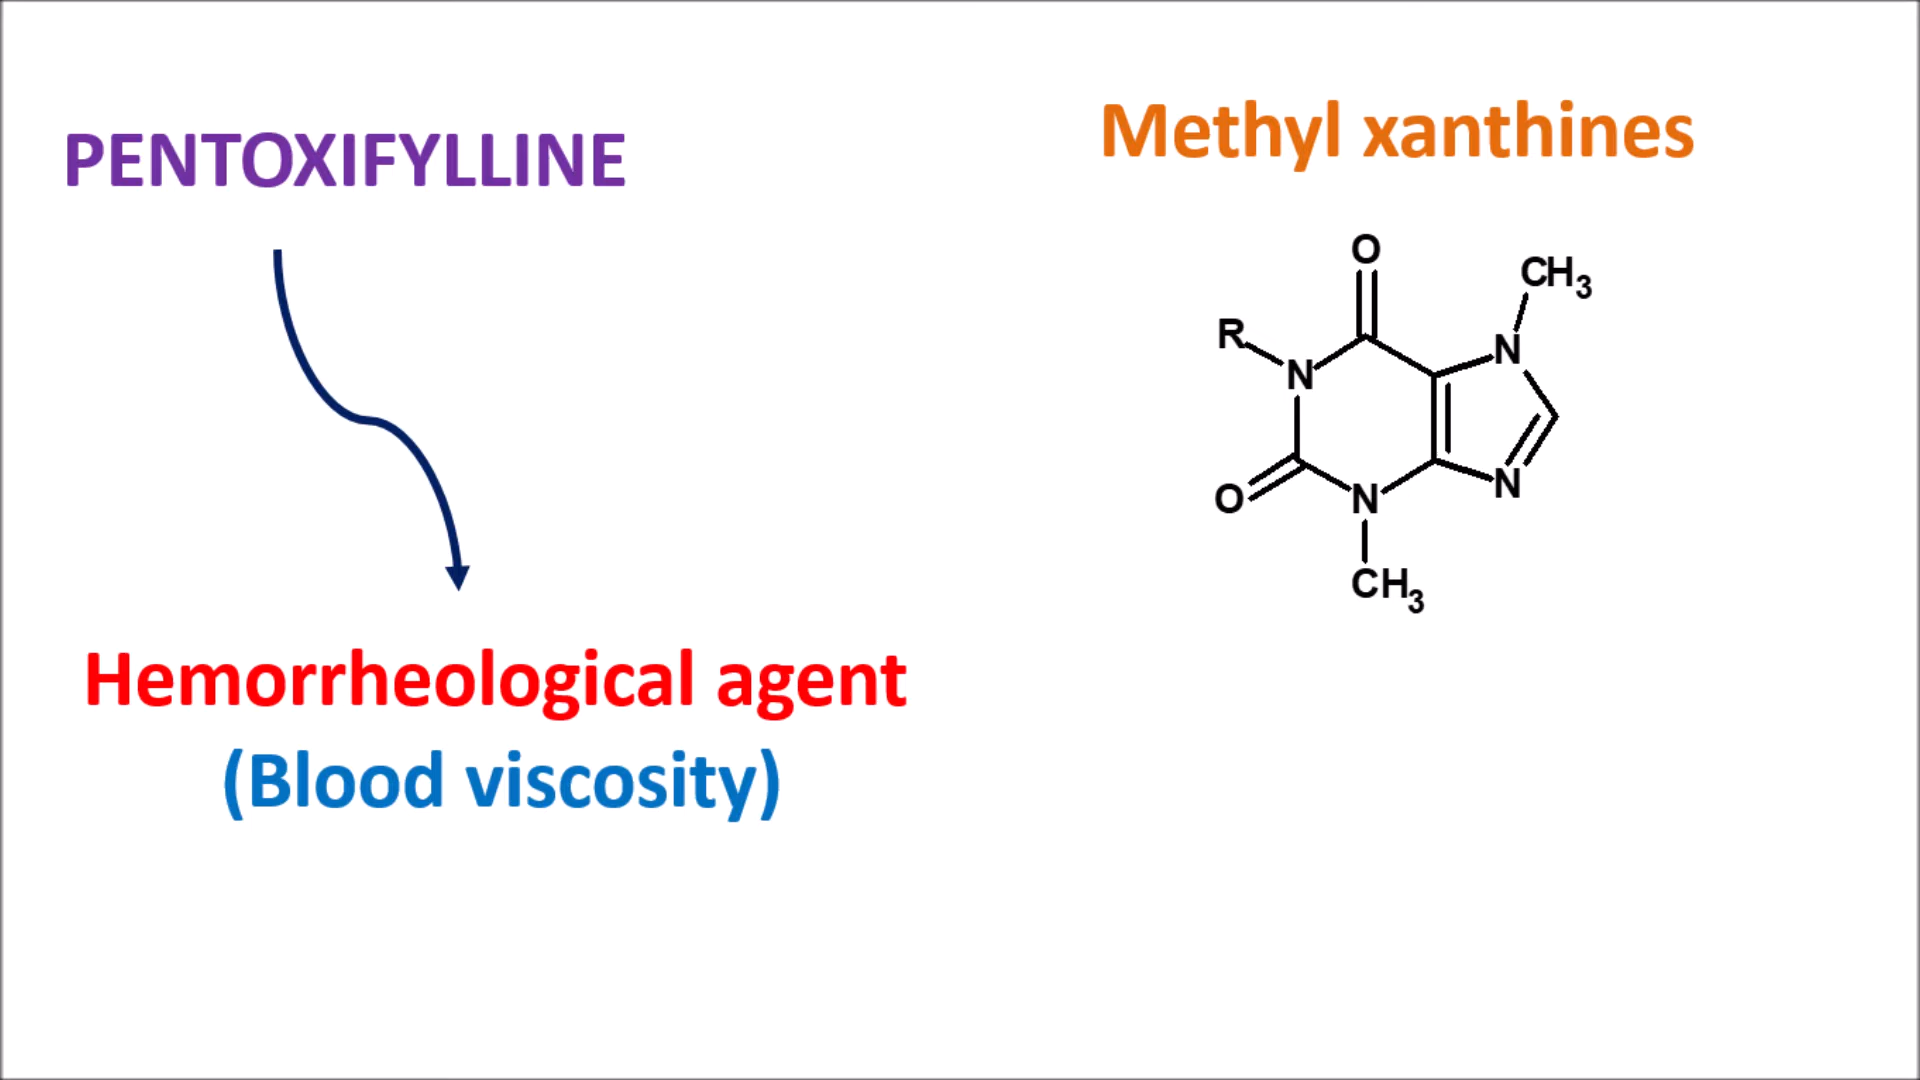 PENTOXIFYLLINE
Methyl xanthines
O
CH3
R
N
N
O
N
N
CH3
Hemorrheological agent
(Blood viscosity)